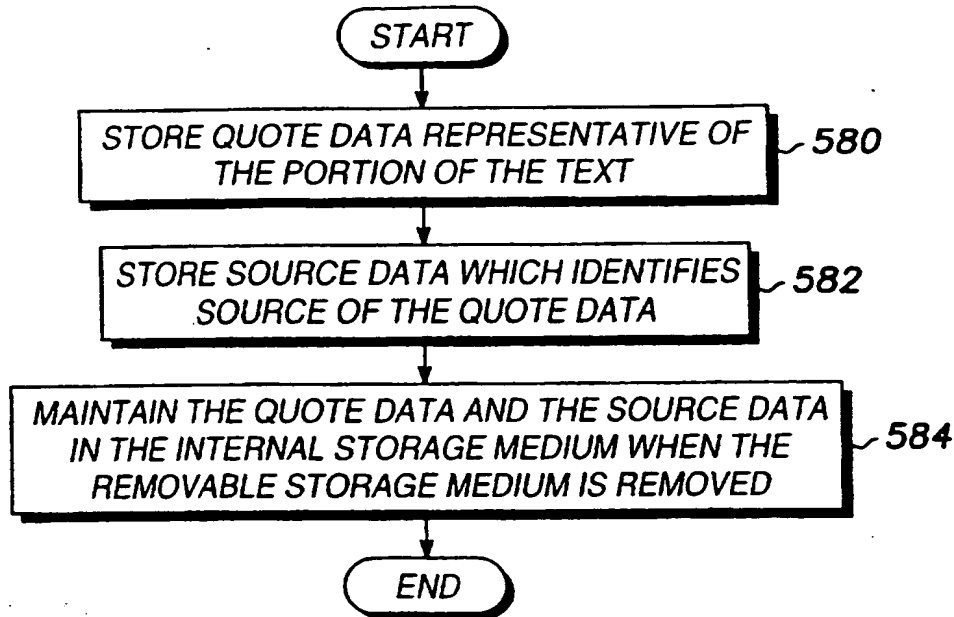 START
STORE QUOTE DATA REPRESENTATIVE OF
THE PORTION OF THE TEXT
580
STORE SOURCE DATA WHICH IDENTIFIES
SOURCE OF THE QUOTE DATA
582
MAINTAIN THE QUOTE DATA AND THE SOURCE DATA
IN THE INTERNAL STORAGE MEDIUM WHEN THE
REMOVABLE STORAGE MEDIUM IS REMOVED
584
END